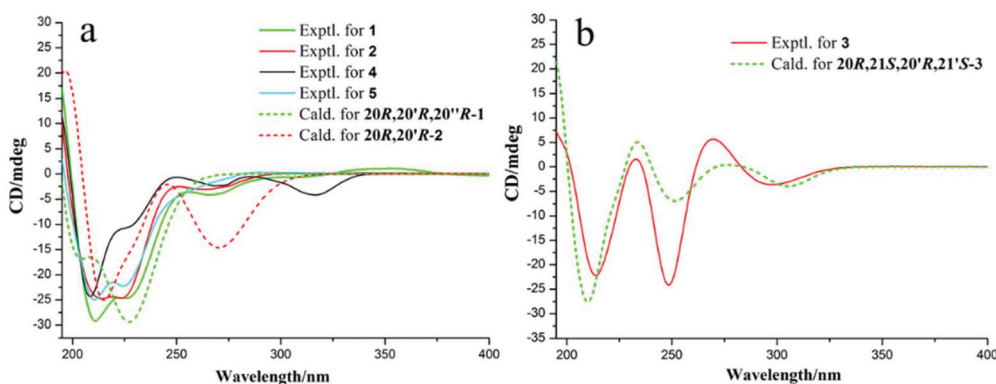 a
Exptl. for 1
Exptl. for 2
Exptl. for 4
Exptl. for 5
Cald. for 20R,20'R,20''R-1
Cald. for 20R,20'R-2
CD/mdeg
30
25
20
15
10
5
0
-5
-10
-15
-20
-25
-30
200 250 300 350 400
Wavelength/nm
b
Exptl. for 3
Cald. for 20R,21S,20'R,21'S-3
CD/mdeg
30
25
20
15
10
5
0
-5
-10
-15
-20
-25
-30
-35
200 250 300 350 400
Wavelength/nm